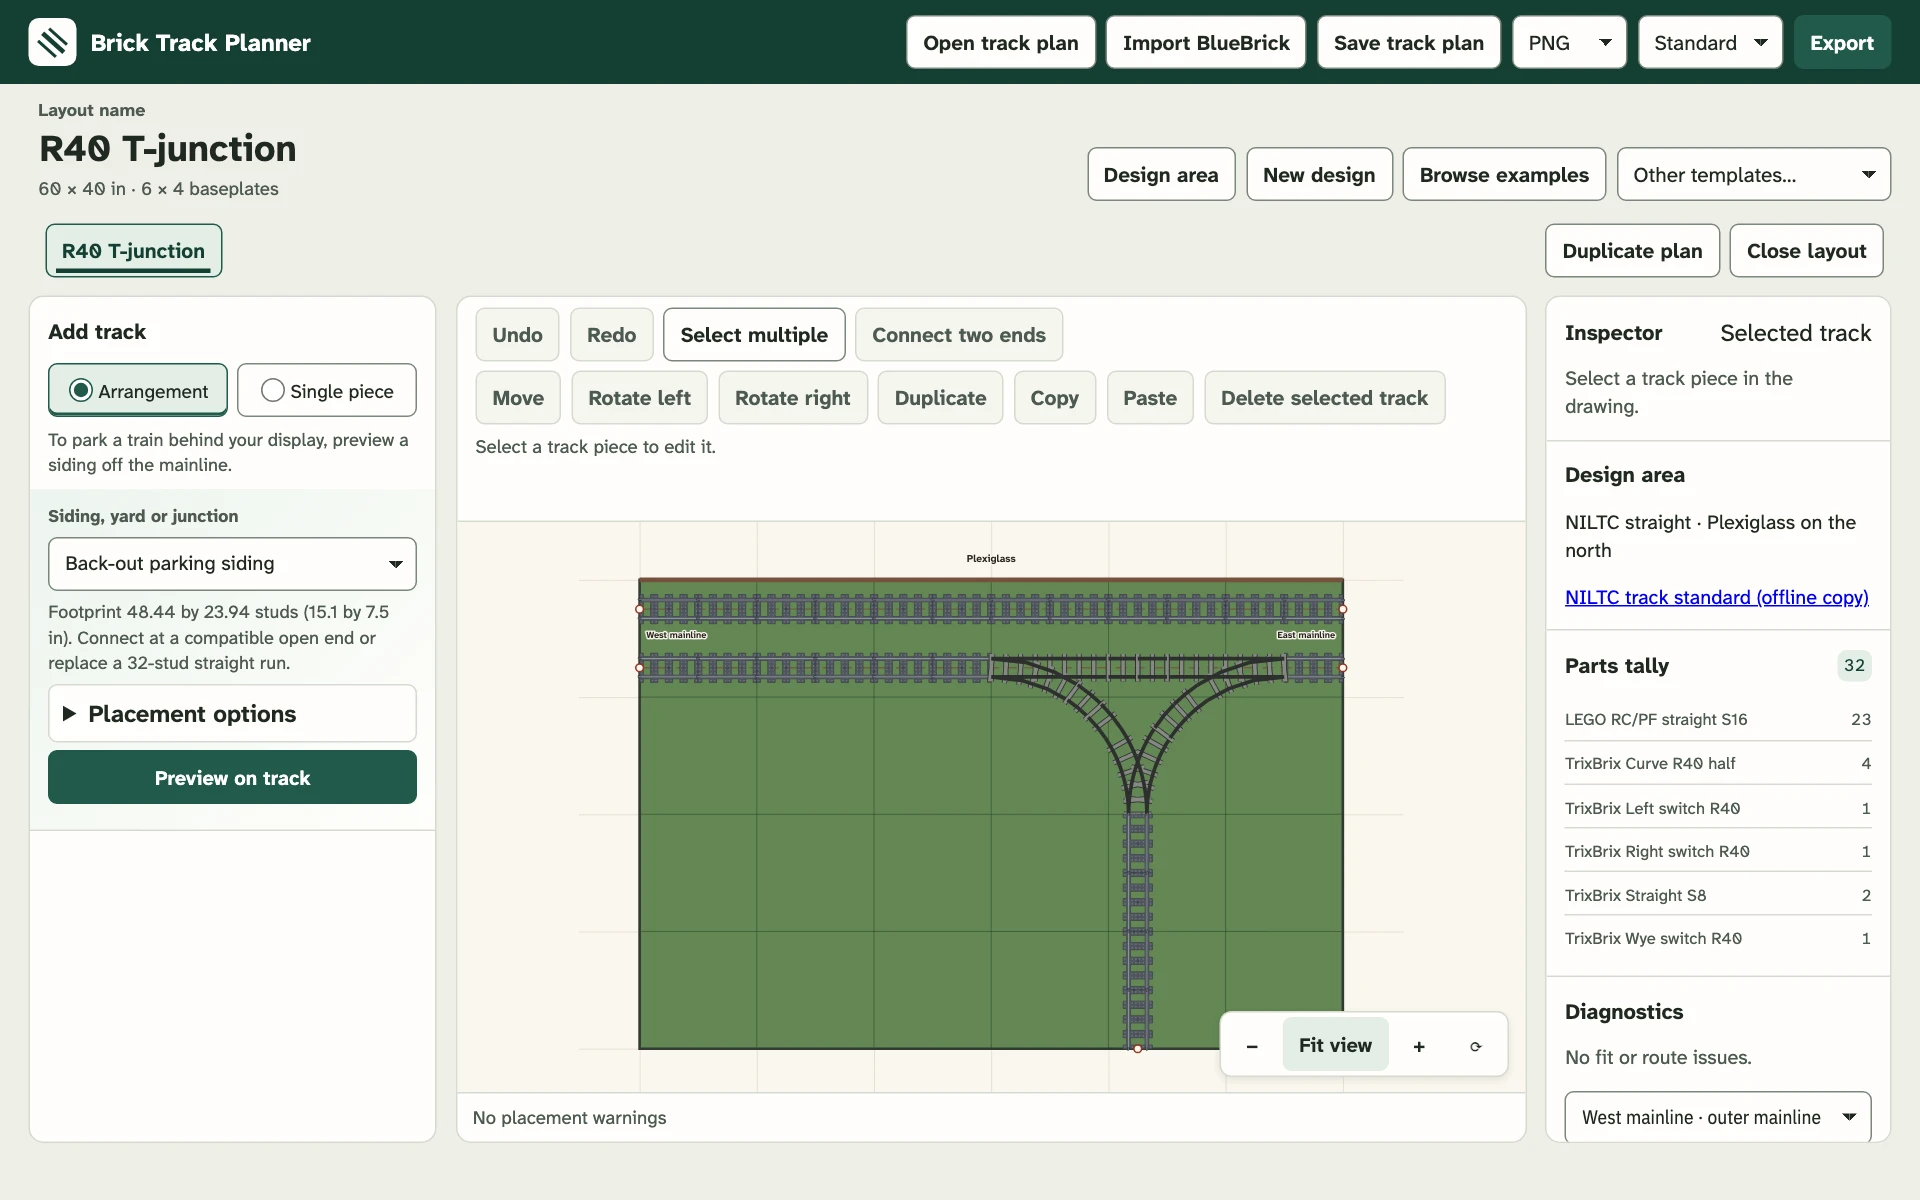 Brick Track Planner
Open track plan
Import BlueBrick
Save track plan
PNG
Standard
Export
Layout name
R40 T-junction
60 × 40 in · 6 × 4 baseplates
Design area
New design
Browse examples
Other templates...
R40 T-junction
Duplicate plan
Close layout
Add track
Arrangement
Single piece
To park a train behind your display, preview a
siding off the mainline.
Siding, yard or junction
Back-out parking siding
Footprint 48.44 by 23.94 studs (15.1 by 7.5
in). Connect at a compatible open end or
replace a 32-stud straight run.
Placement options
Preview on track
Undo
Redo
Select multiple
Connect two ends
Move
Rotate left
Rotate right
Duplicate
Copy
Paste
Delete selected track
Select a track piece to edit it.
Plexiglass
West mainline
East mainline
−
Fit view
+
⟳
No placement warnings
Inspector
Selected track
Select a track piece in the
drawing.
Design area
NILTC straight · Plexiglass on the
north
NILTC track standard (offline copy)
Parts tally
32
LEGO RC/PF straight S16
23
TrixBrix Curve R40 half
4
TrixBrix Left switch R40
1
TrixBrix Right switch R40
1
TrixBrix Straight S8
2
TrixBrix Wye switch R40
1
Diagnostics
No fit or route issues.
West mainline · outer mainline